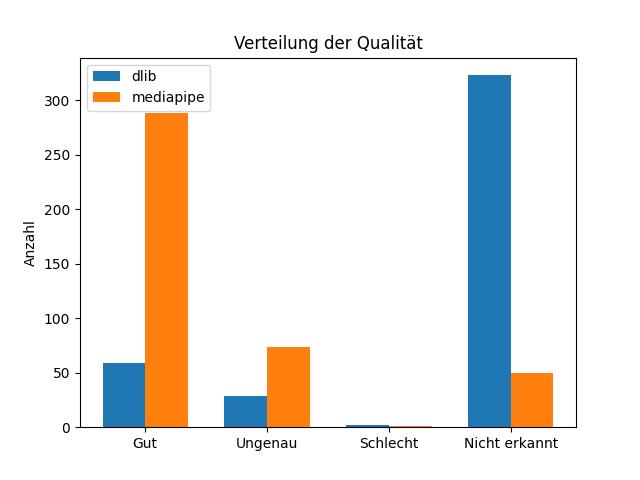 Verteilung der Qualität
dlib
mediapipe
Anzahl
300
250
200
150
100
50
0
Gut
Ungenau
Schlecht
Nicht erkannt